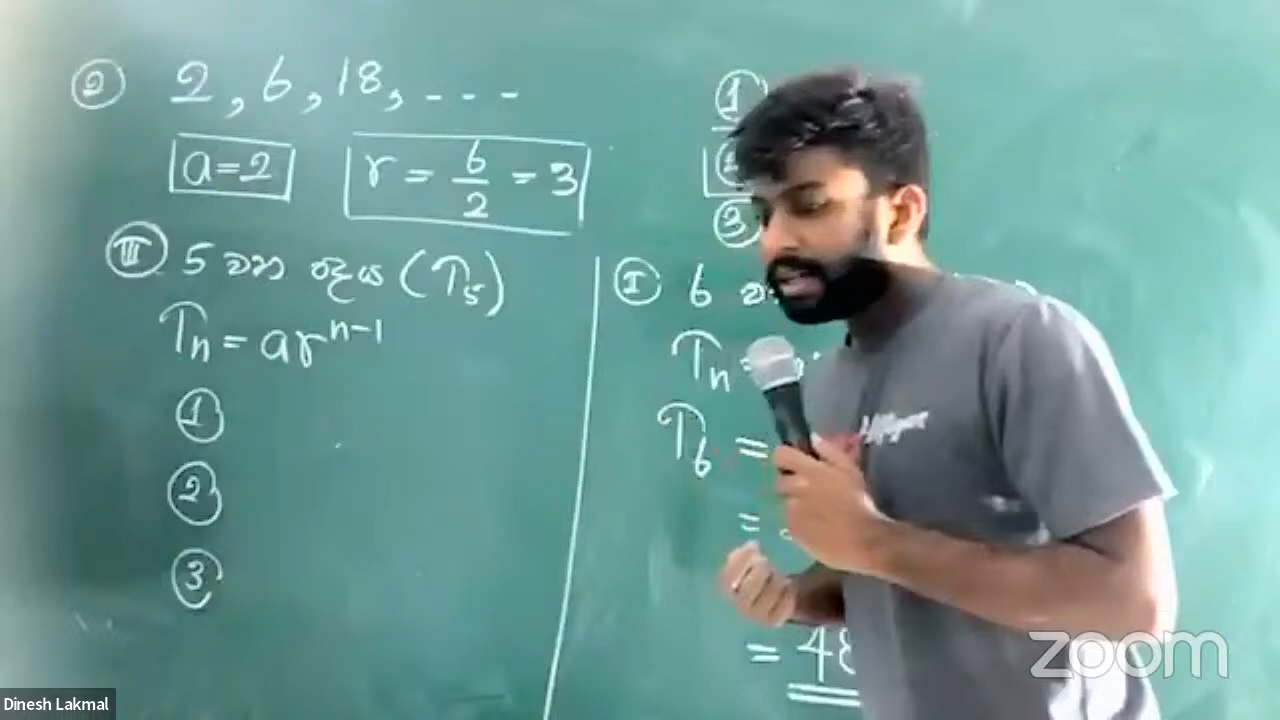 ② 2, 6, 18, - - -
a=2 r = 6/2 = 3
Ⅲ 5 වන පදය (T₅)
Tₙ = arⁿ⁻¹
①
②
③
①
③
Ⅰ 6
Tₙ =
T₆ =
=
= 48
zoom
Dinesh Lakmal